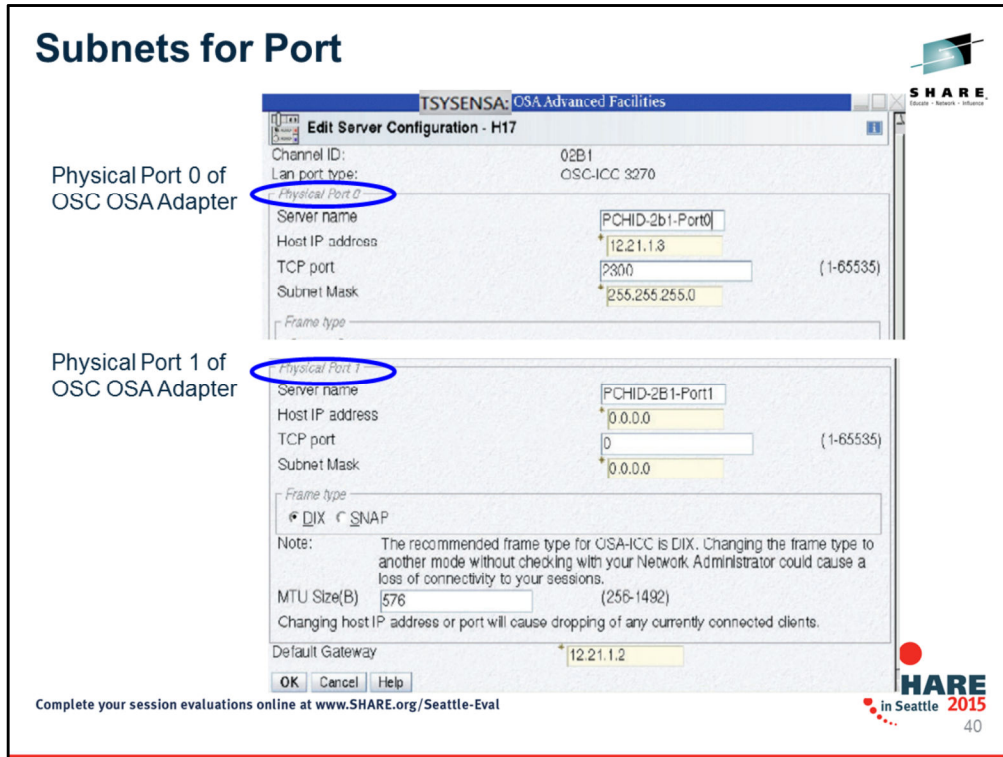 Subnets for Port
SHARE
Educate - Network - Influence
TSYSENSA: OSA Advanced Facilities
Edit Server Configuration - H17
Channel ID: 02B1
Lan port type: OSC-ICC 3270
Physical Port 0 of
OSC OSA Adapter
Physical Port 0
Server name PCHID-2b1-Port0
Host IP address 12.21.1.3
TCP port 2300 (1-65535)
Subnet Mask 255.255.255.0
Frame type
Physical Port 1 of
OSC OSA Adapter
Physical Port 1
Server name PCHID-2B1-Port1
Host IP address 0.0.0.0
TCP port 0 (1-65535)
Subnet Mask 0.0.0.0
Frame type
DIX SNAP
Note: The recommended frame type for OSA-ICC is DIX. Changing the frame type to
another mode without checking with your Network Administrator could cause a
loss of connectivity to your sessions.
MTU Size(B) 576 (256-1492)
Changing host IP address or port will cause dropping of any currently connected clients.
Default Gateway 12.21.1.2
OK Cancel Help
Complete your session evaluations online at www.SHARE.org/Seattle-Eval
HARE
in Seattle 2015
40